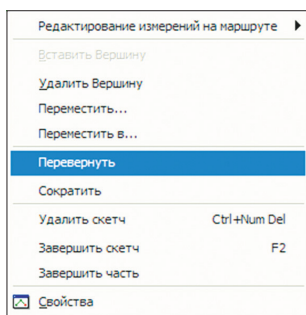 Редактирование измерений на маршруте
Вставить Вершину
Удалить Вершину
Переместить...
Переместить в...
Перевернуть
Сократить
Удалить скетч Ctrl+Num Del
Завершить скетч F2
Завершить часть
Свойства